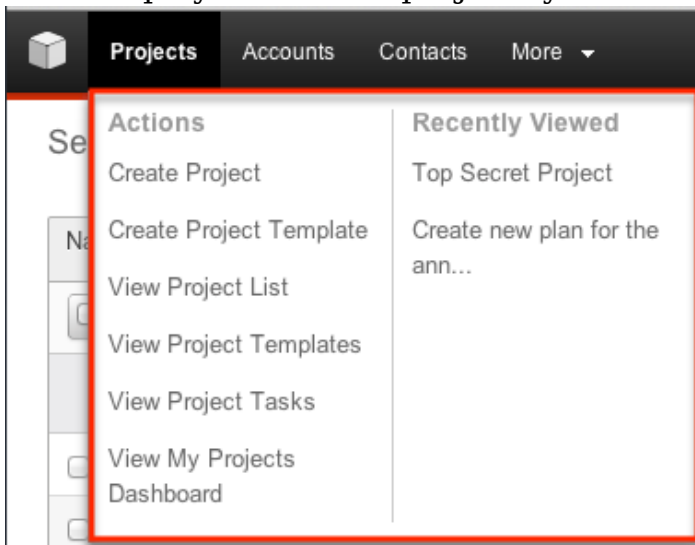 Projects Accounts Contacts More
Se
Actions
Create Project
Create Project Template
View Project List
View Project Templates
View Project Tasks
View My Projects
Dashboard
Recently Viewed
Top Secret Project
Create new plan for the
ann...